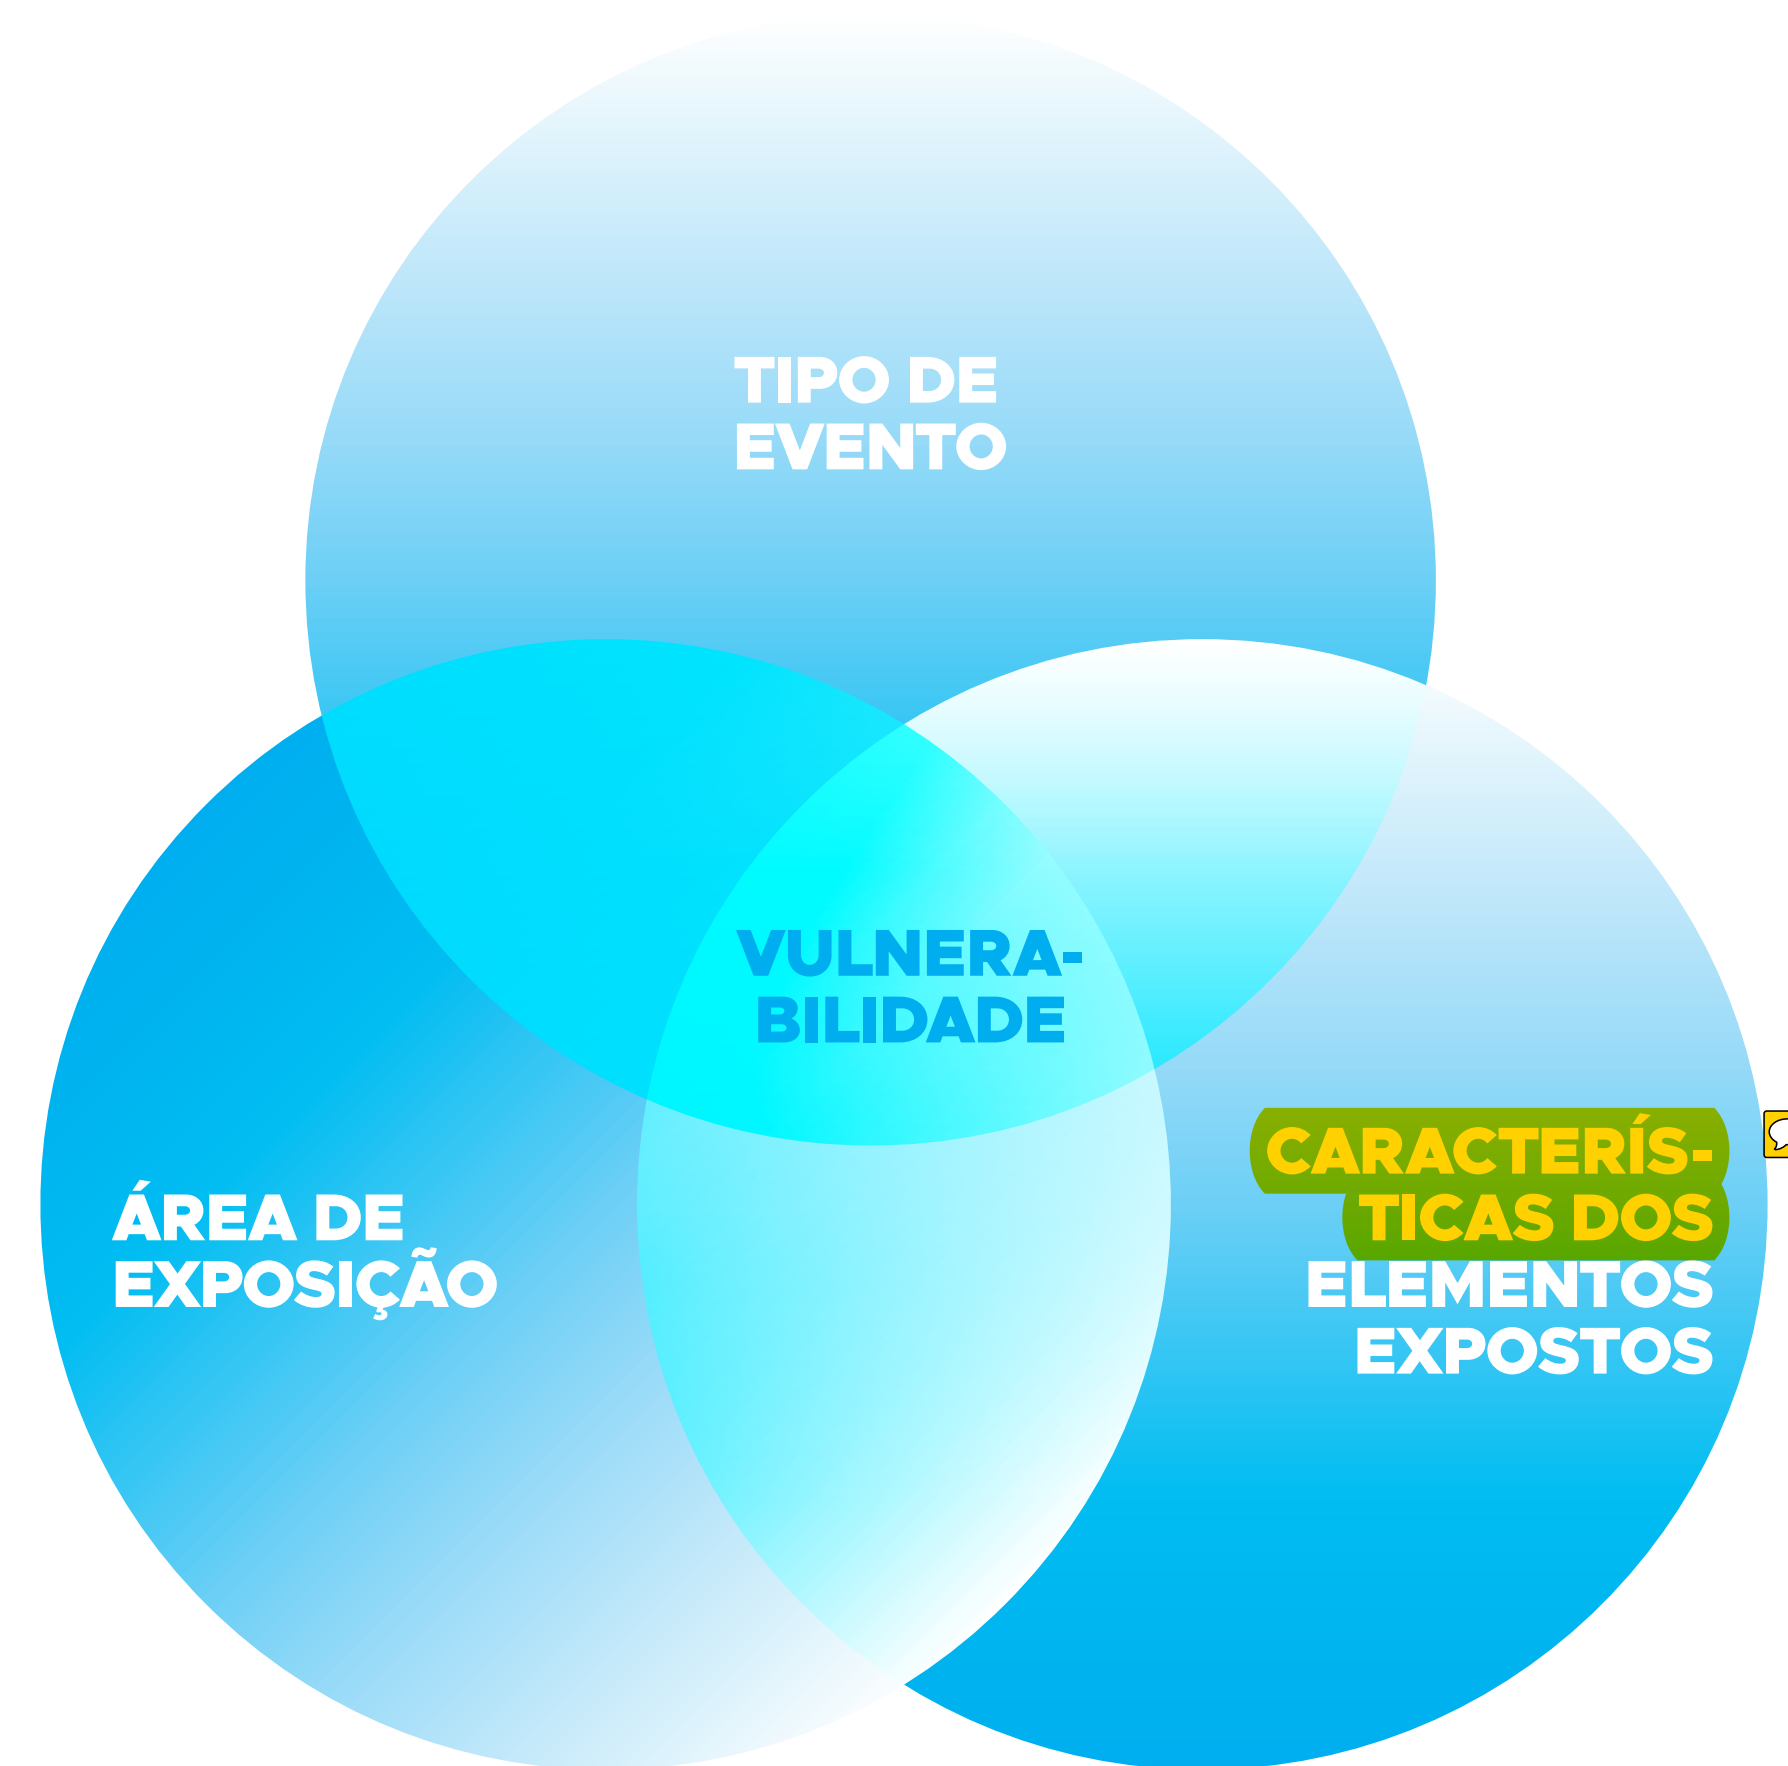 TIPO DE
EVENTO
VULNERA-
BILIDADE
ÁREA DE
EXPOSIÇÃO
CARACTERÍS-
TICAS DOS
ELEMENTOS
EXPOSTOS